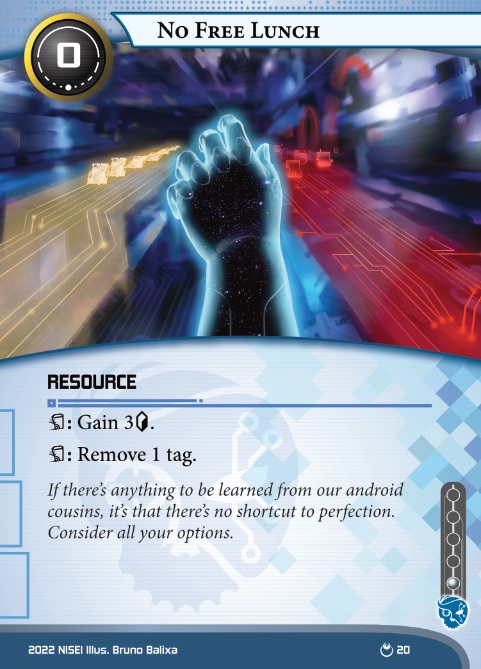 No Free Lunch
0
RESOURCE
: Gain 3.
: Remove 1 tag.
If there's anything to be learned from our android
cousins, it's that there's no shortcut to perfection.
Consider all your options.
2022 NISEI Illus. Bruno Balixa
20